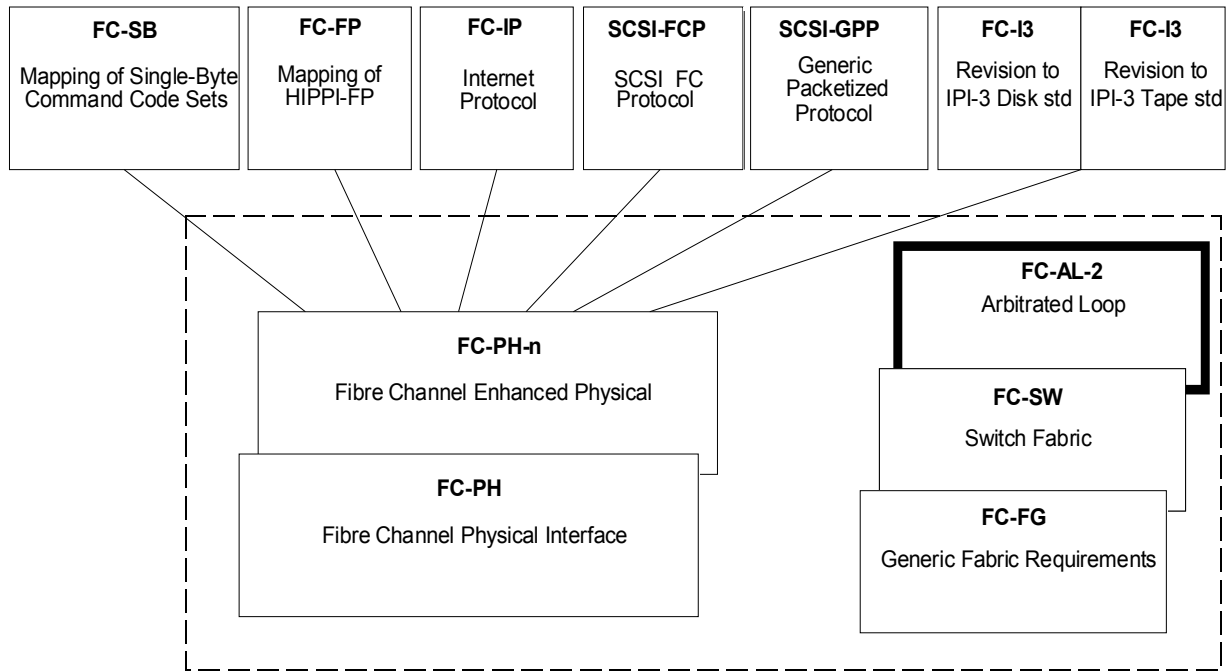 FC-SB
Mapping of Single-Byte
Command Code Sets
FC-FP
Mapping of
HIPPI-FP
FC-IP
Internet
Protocol
SCSI-FCP
SCSI FC
Protocol
SCSI-GPP
Generic
Packetized
Protocol
FC-I3
Revision to
IPI-3 Disk std
FC-I3
Revision to
IPI-3 Tape std
FC-PH-n
Fibre Channel Enhanced Physical
FC-PH
Fibre Channel Physical Interface
FC-AL-2
Arbitrated Loop
FC-SW
Switch Fabric
FC-FG
Generic Fabric Requirements